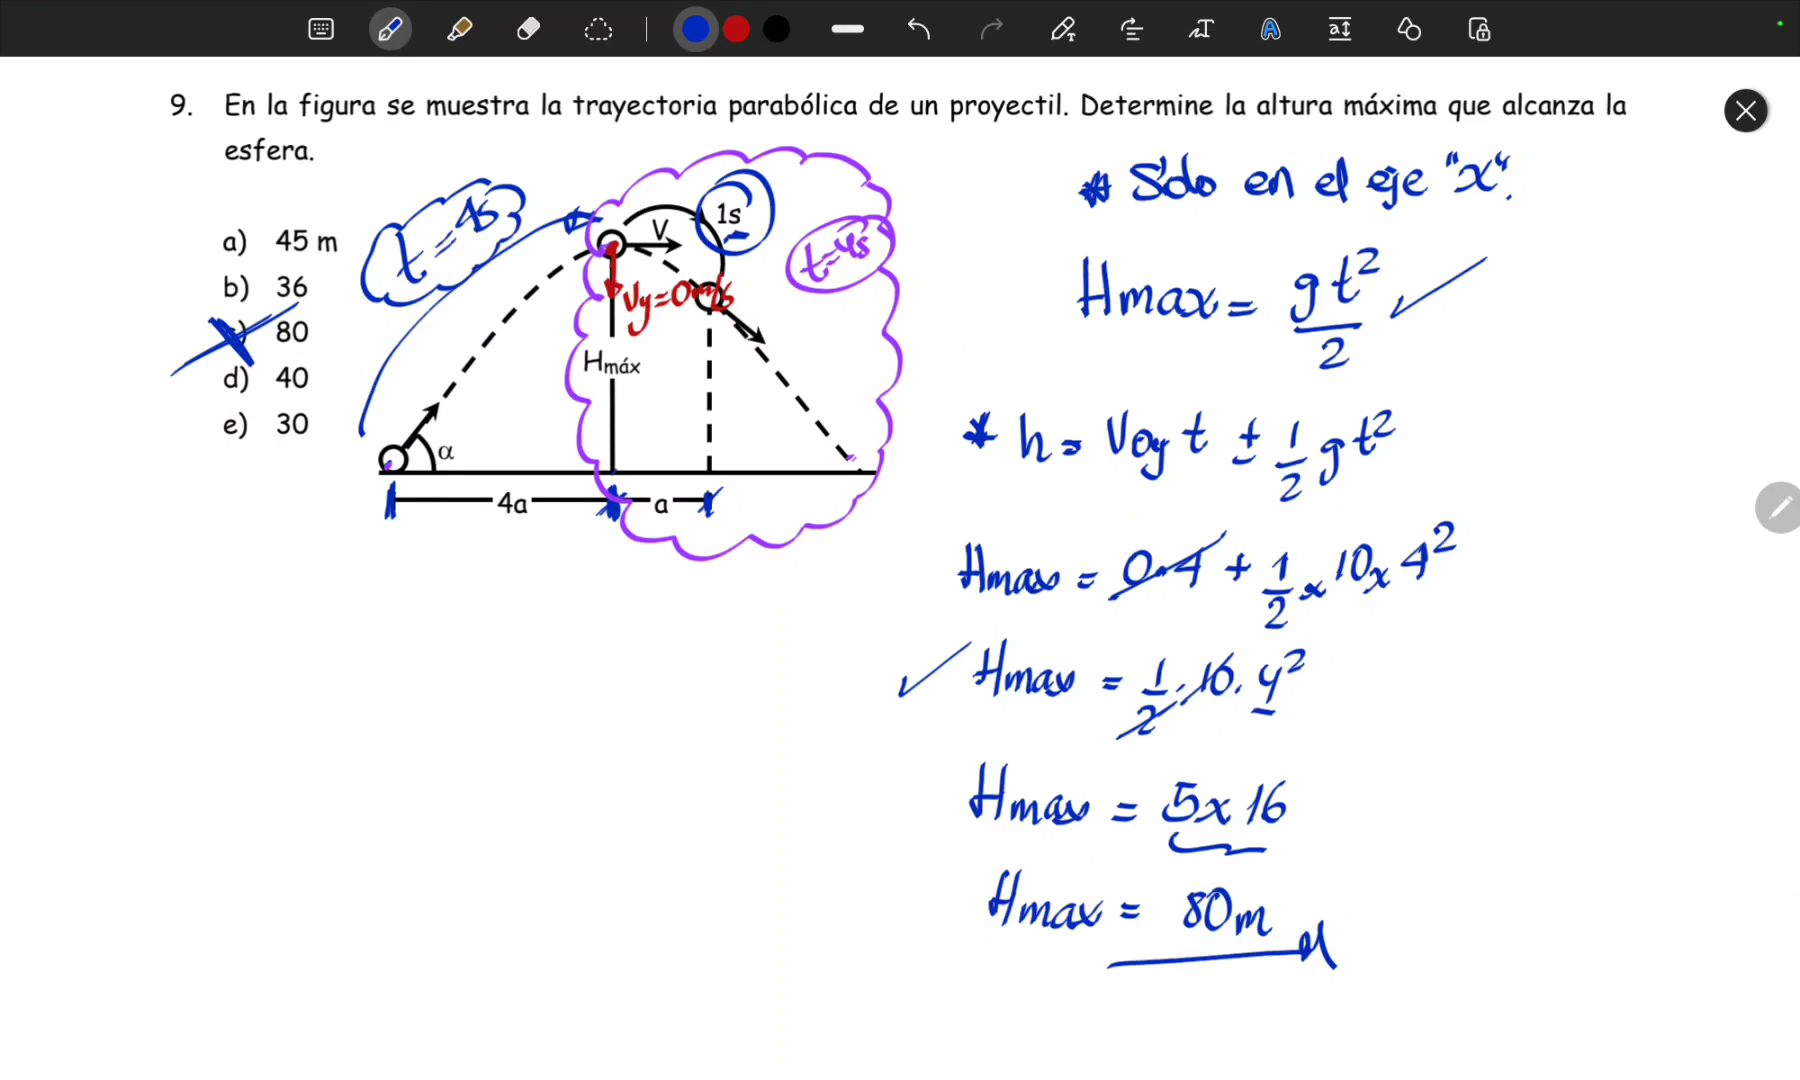 9. En la figura se muestra la trayectoria parabólica de un proyectil. Determine la altura máxima que alcanza la
esfera.
a) 45 m
b) 36
80
d) 40
e) 30
t = 4s
1s
V
t=4s
Vy=0m/s
Hmáx
α
4a
a
* Sólo en el eje "x".
Hmax = gt²/2
* h = Voy t ± 1/2 gt²
Hmax = 0.4 + 1/2 x 10 x 4²
Hmax = 1/2 . 10 . 4²
Hmax = 5x16
Hmax = 80m